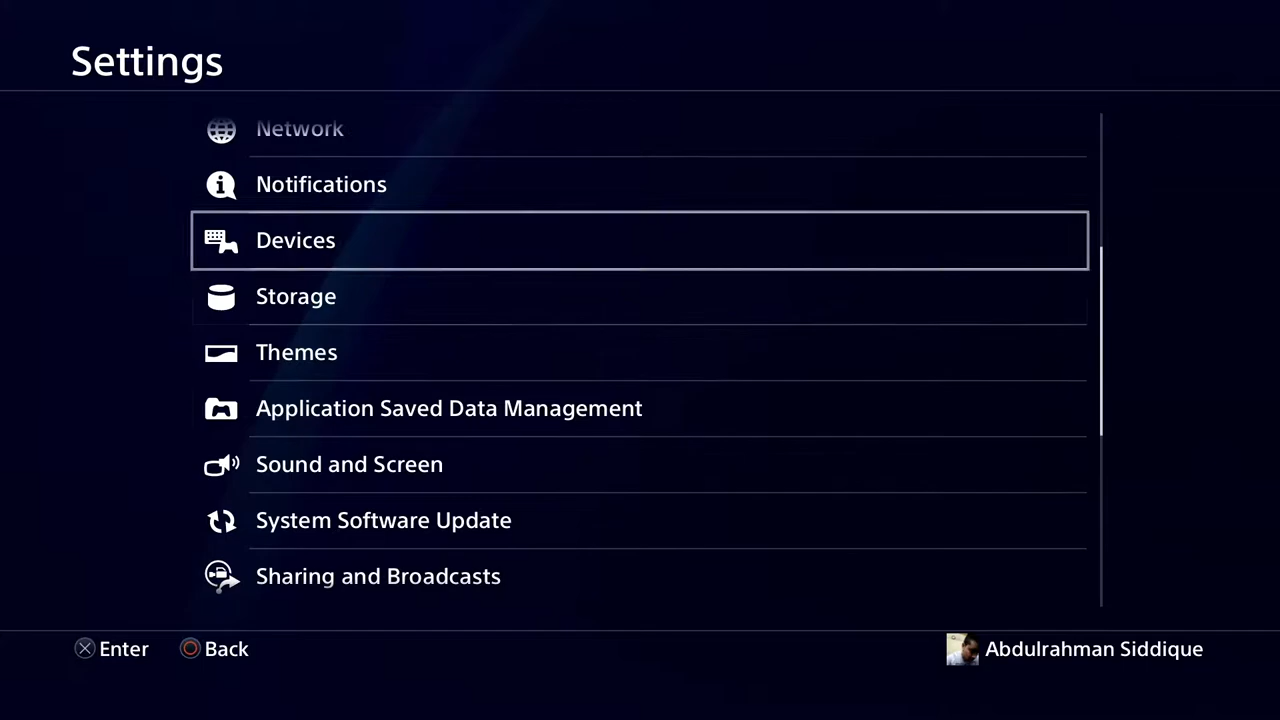 Settings
Network
Notifications
Devices
Storage
Themes
Application Saved Data Management
Sound and Screen
System Software Update
Sharing and Broadcasts
Enter Back Abdulrahman Siddique